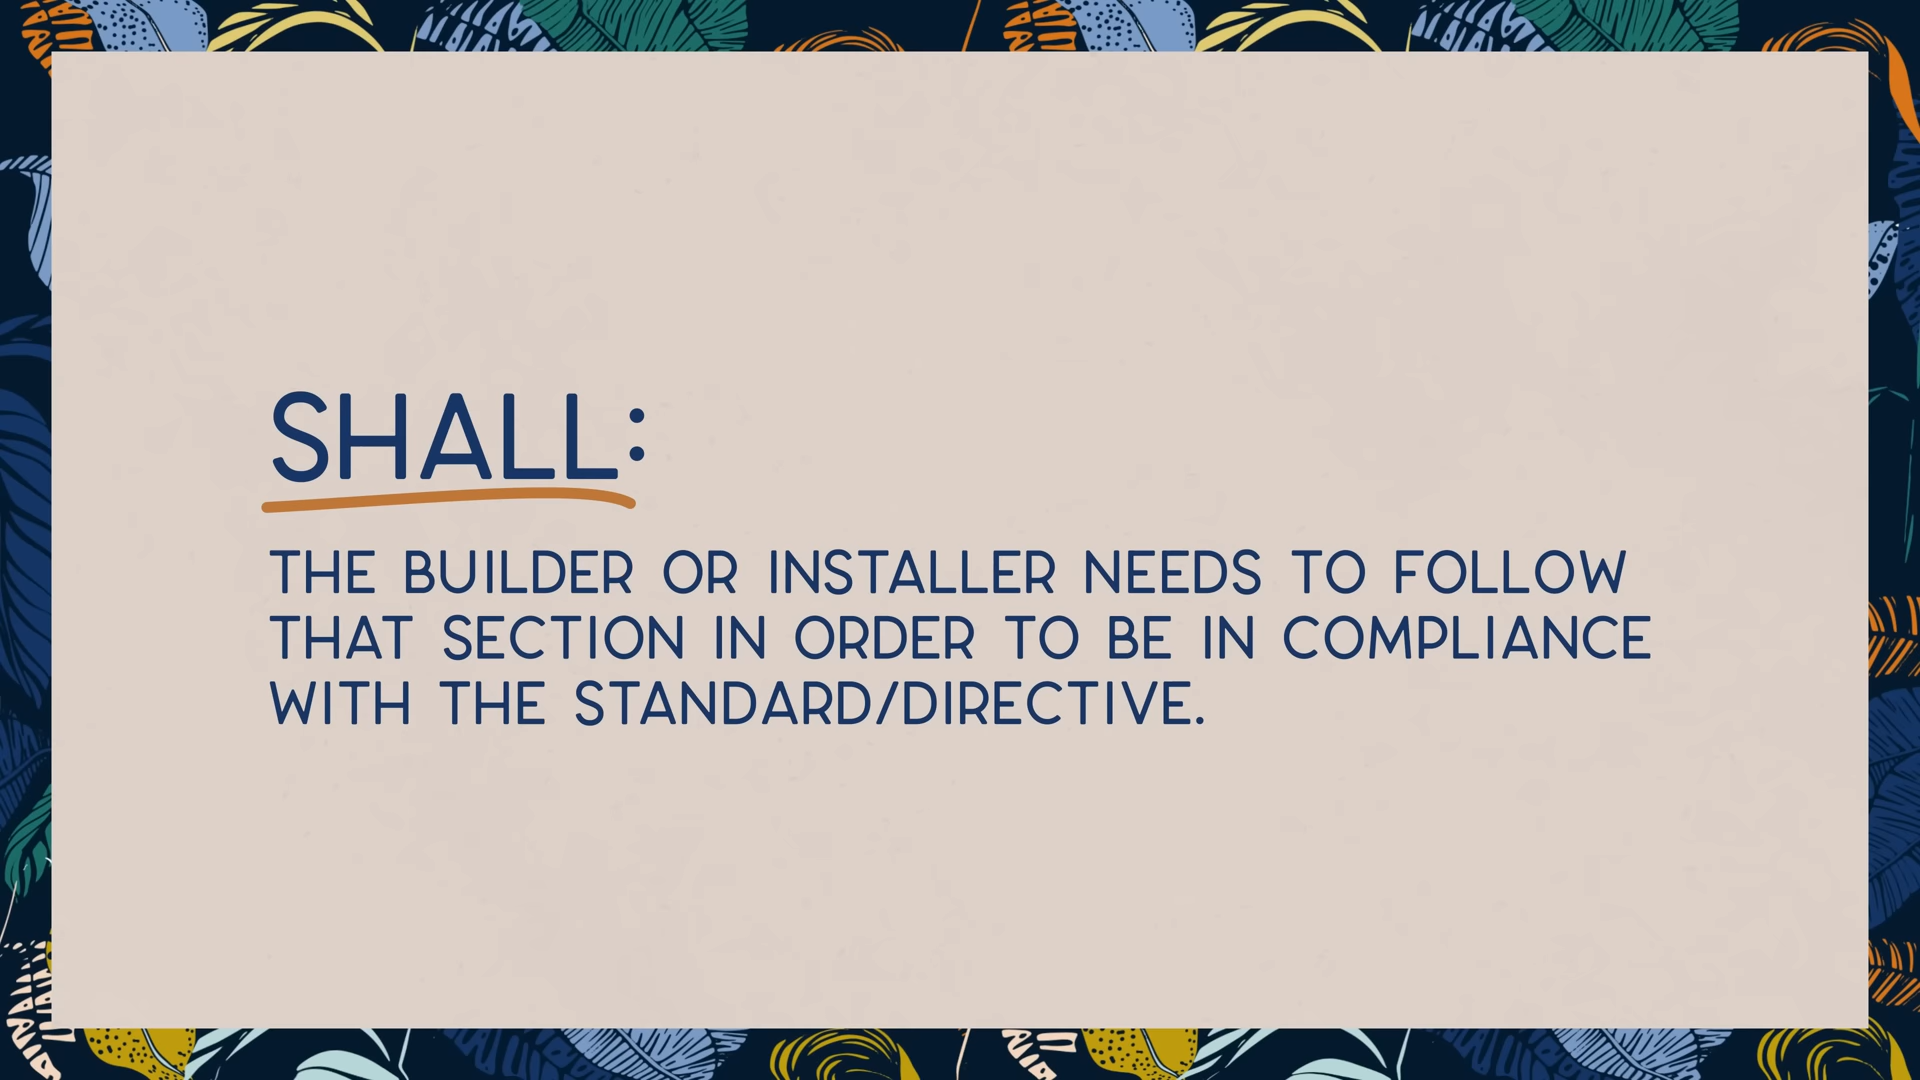 SHALL:
THE BUILDER OR INSTALLER NEEDS TO FOLLOW
THAT SECTION IN ORDER TO BE IN COMPLIANCE
WITH THE STANDARD/DIRECTIVE.